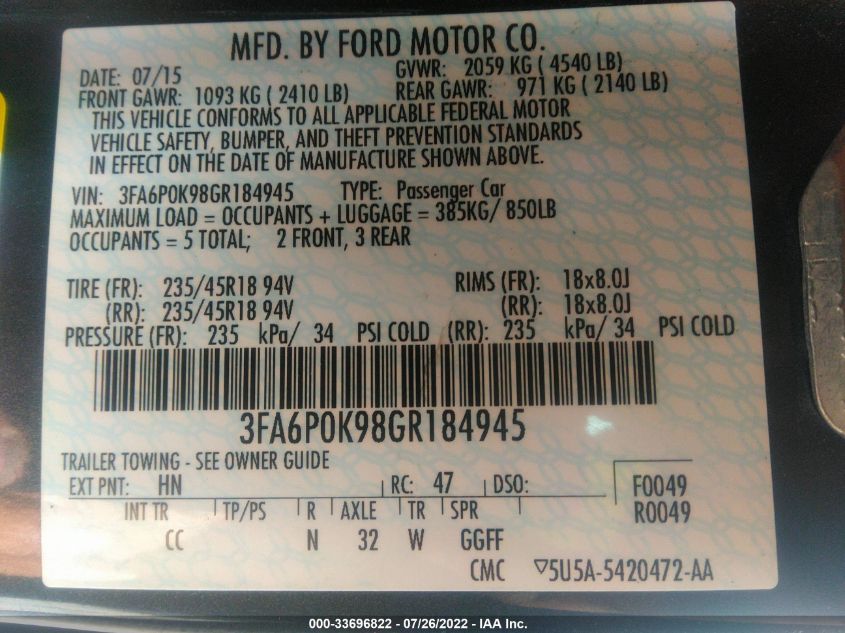 MFD. BY FORD MOTOR CO.
DATE: 07/15 GVWR: 2059 KG ( 4540 LB)
FRONT GAWR: 1093 KG ( 2410 LB) REAR GAWR: 971 KG ( 2140 LB)
THIS VEHICLE CONFORMS TO ALL APPLICABLE FEDERAL MOTOR
VEHICLE SAFETY, BUMPER, AND THEFT PREVENTION STANDARDS
IN EFFECT ON THE DATE OF MANUFACTURE SHOWN ABOVE.
VIN: 3FA6P0K98GR184945 TYPE: Passenger Car
MAXIMUM LOAD = OCCUPANTS + LUGGAGE = 385KG/ 850LB
OCCUPANTS = 5 TOTAL; 2 FRONT, 3 REAR
TIRE (FR): 235/45R18 94V RIMS (FR): 18x8.0J
(RR): 235/45R18 94V (RR): 18x8.0J
PRESSURE (FR): 235 kPa/ 34 PSI COLD (RR): 235 kPa/ 34 PSI COLD
3FA6P0K98GR184945
TRAILER TOWING - SEE OWNER GUIDE
EXT PNT: HN RC: 47 DSO: F0049
INT TR TP/PS R AXLE TR SPR R0049
CC N 32 W GGFF
CMC ▽5U5A-5420472-AA
000-33696822 - 07/26/2022 - IAA Inc.